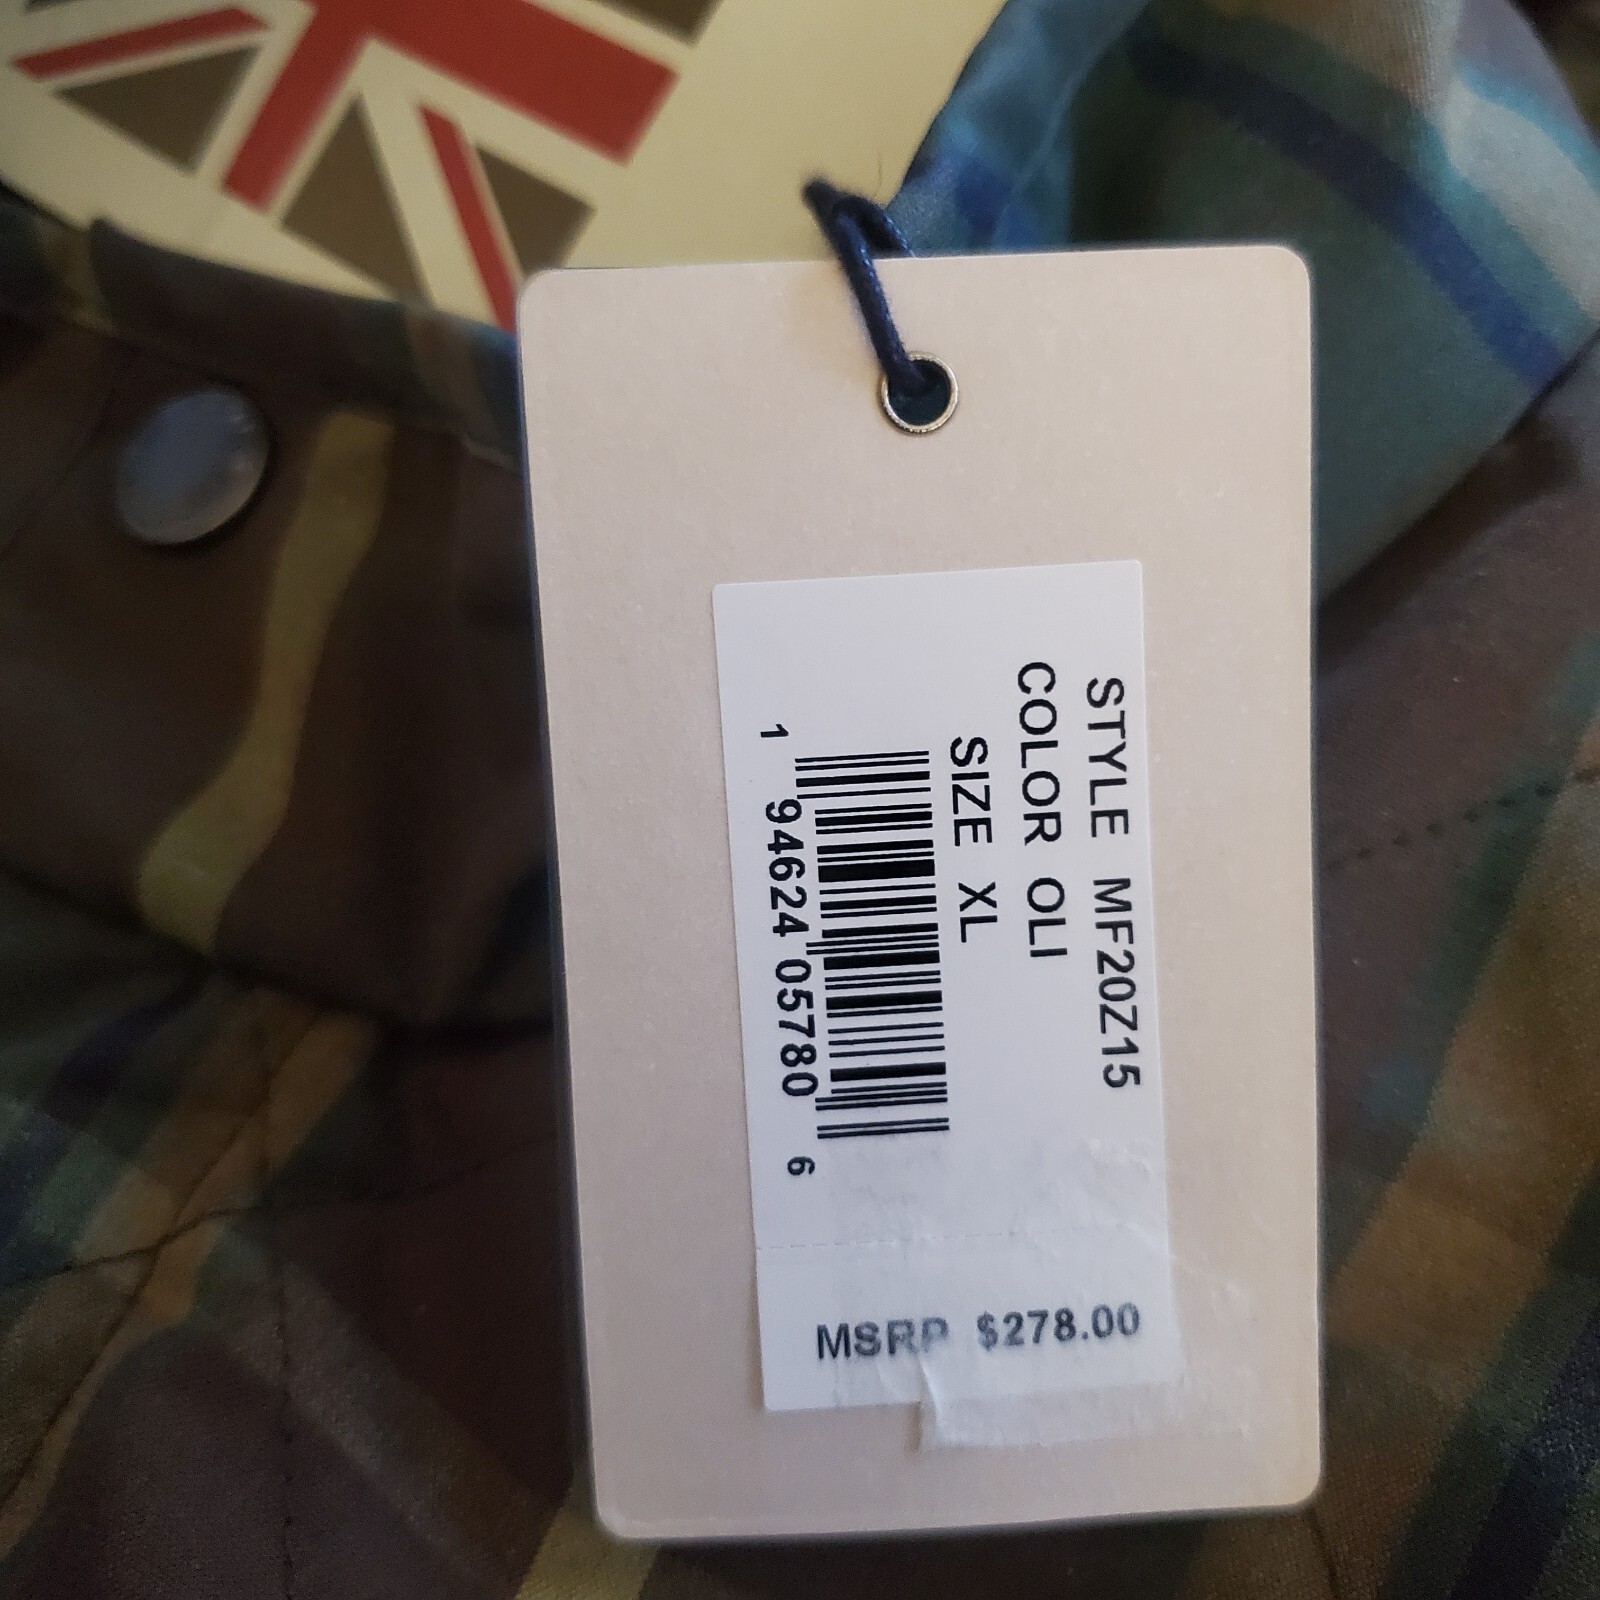 STYLE MF20Z15
COLOR OLI
SIZE XL
1 94624 05780 6
MSRP $278.00